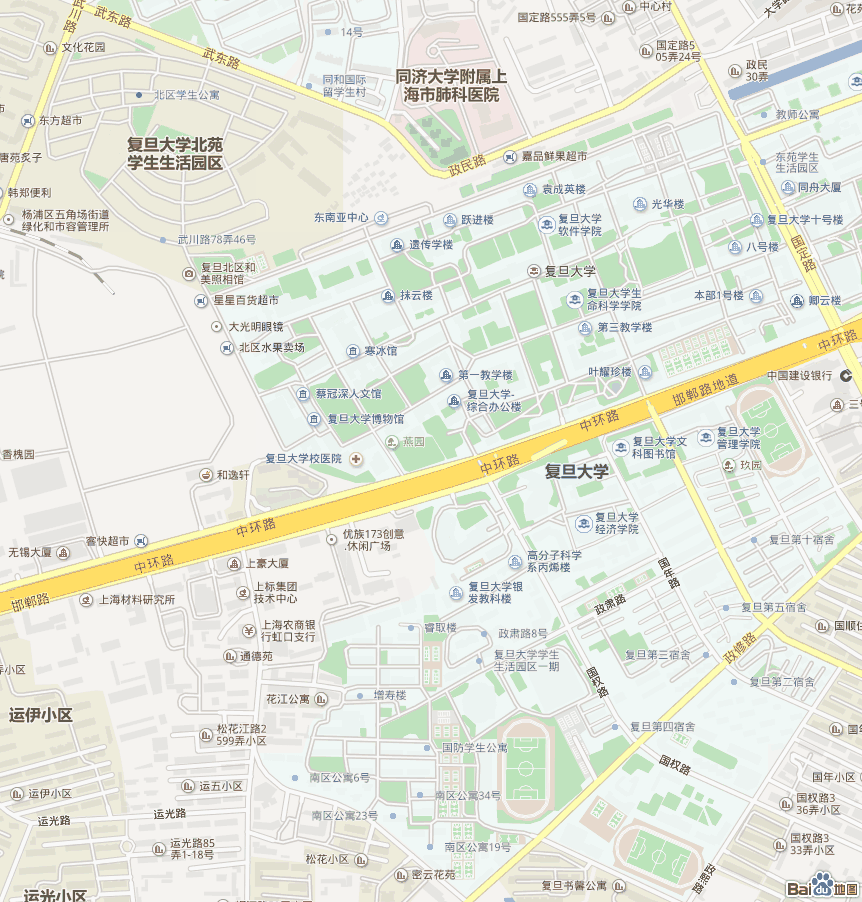 武川路
武东路
文化花园
14号
国定路555弄5号
中心村
国定路5
05弄24号
大学
花苑
武东路
北区学生公寓
同和国际
留学生村
同济大学附属上
海市肺科医院
政民
30弄
东方超市
教师公寓
复旦大学北苑
学生生活园区
唐苑炙子
政民路
嘉品鲜果超市
东苑学生
生活园区
韩郑便利
袁成英楼
同舟大厦
光华楼
杨浦区五角场街道
绿化和市容管理所
东南亚中心
跃进楼
复旦大学
软件学院
复旦大学十号楼
武川路78弄46号
遗传学楼
国定路
八号楼
复旦北区和
美照相馆
复旦大学
星星百货超市
抹云楼
复旦大学生
命科学学院
本部1号楼
卿云楼
大光明眼镜
第三教学楼
北区水果卖场
寒冰馆
中环路
叶耀珍楼
第一教学楼
中国建设银行
蔡冠深人文馆
复旦大学-
综合办公楼
邯郸路地道
复旦大学博物馆
中环路
燕园
复旦大学文
科图书馆
复旦大学
管理学院
香槐园
复旦大学校医院
中环路
复旦大学
玖园
和逸轩
中环路
复旦大学
经济学院
优族173创意
.休闲广场
无锡大厦
中环路
上豪大厦
高分子科学
系丙烯楼
国年路
复旦第十宿舍
上标集团
技术中心
复旦大学银
发教科楼
邯郸路
上海材料研究所
政肃路
复旦第五宿舍
上海农商银
行虹口支行
睿取楼
政肃路8号
政修路
通德苑
复旦大学学生
生活园区一期
复旦第三宿舍
弄小区
国权路
花江公寓
增寿楼
复旦第二宿舍
运伊小区
松花江路2
599弄小区
复旦第四宿舍
国防学生公寓
国权路
南区公寓6号
国年小区
运伊小区
运五小区
南区公寓34号
国权路3
36弄小区
运光路
运光路
南区公寓23号
运光路85
弄1-18号
南区公寓19号
国权路3
33弄小区
松花小区
密云花苑
政熙路
复旦书馨公寓
运光小区
Bai du 地图